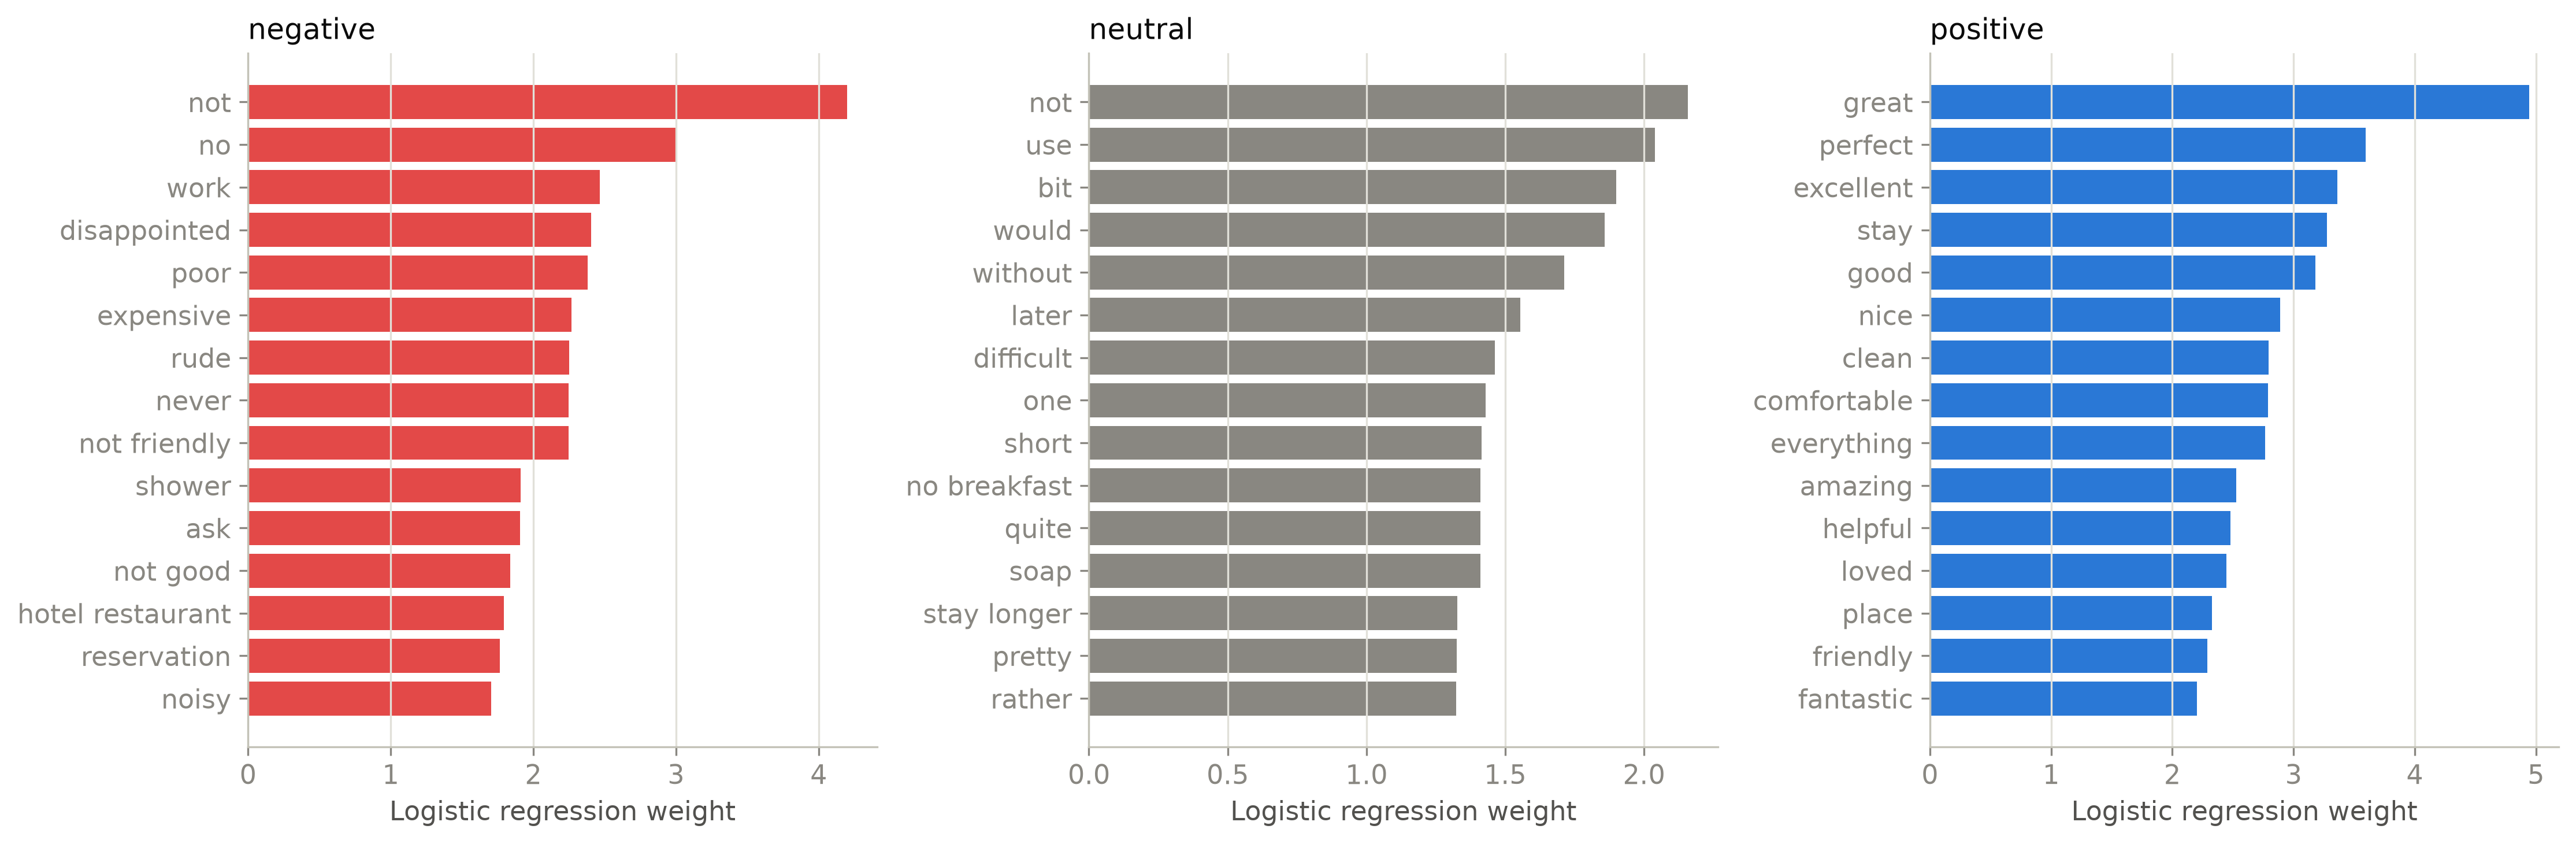 negative
not
no
work
disappointed
poor
expensive
rude
never
not friendly
shower
ask
not good
hotel restaurant
reservation
noisy
0 1 2 3 4
Logistic regression weight
neutral
not
use
bit
would
without
later
difficult
one
short
no breakfast
quite
soap
stay longer
pretty
rather
0.0 0.5 1.0 1.5 2.0
Logistic regression weight
positive
great
perfect
excellent
stay
good
nice
clean
comfortable
everything
amazing
helpful
loved
place
friendly
fantastic
0 1 2 3 4 5
Logistic regression weight